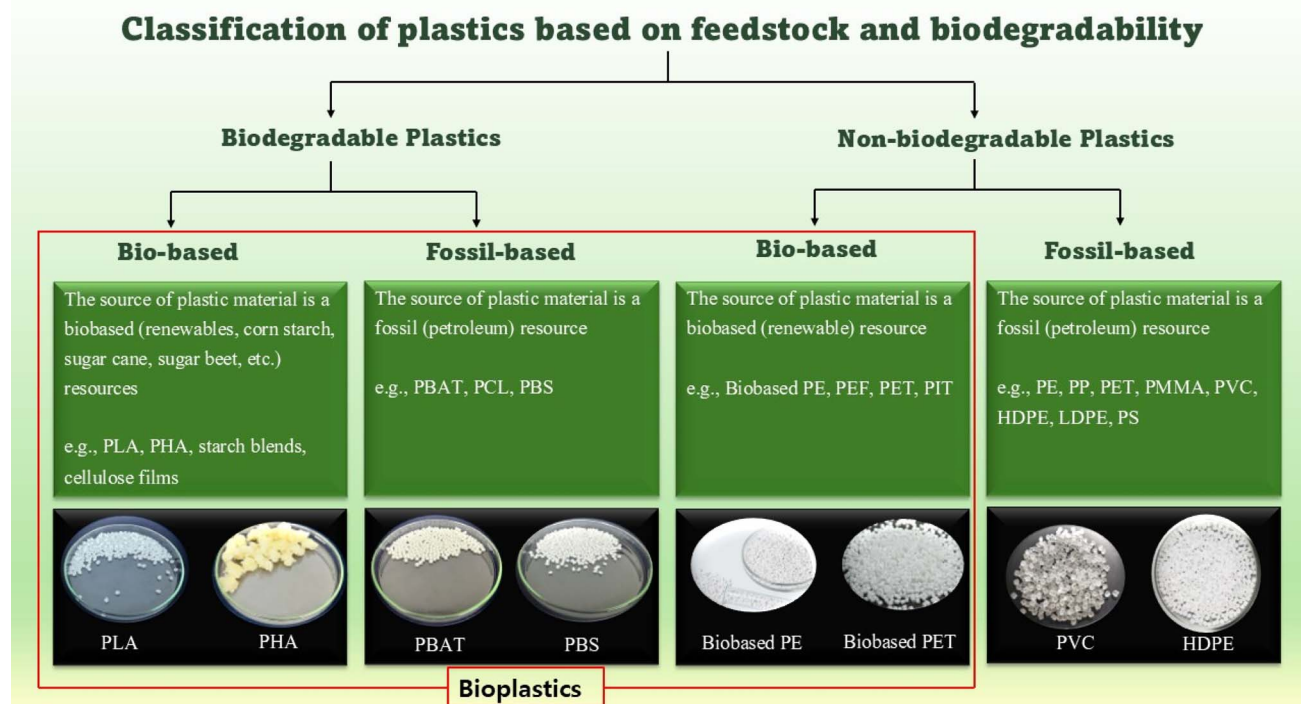 Classification of plastics based on feedstock and biodegradability
Biodegradable Plastics
Non-biodegradable Plastics
Bio-based
Fossil-based
Bio-based
Fossil-based
The source of plastic material is a
biobased (renewables, corn starch,
sugar cane, sugar beet, etc.)
resources
e.g., PLA, PHA, starch blends,
cellulose films
The source of plastic material is a
fossil (petroleum) resource
e.g., PBAT, PCL, PBS
The source of plastic material is a
biobased (renewable) resource
e.g., Biobased PE, PEF, PET, PIT
The source of plastic material is a
fossil (petroleum) resource
e.g., PE, PP, PET, PMMA, PVC,
HDPE, LDPE, PS
PLA
PHA
PBAT
PBS
Biobased PE
Biobased PET
PVC
HDPE
Bioplastics